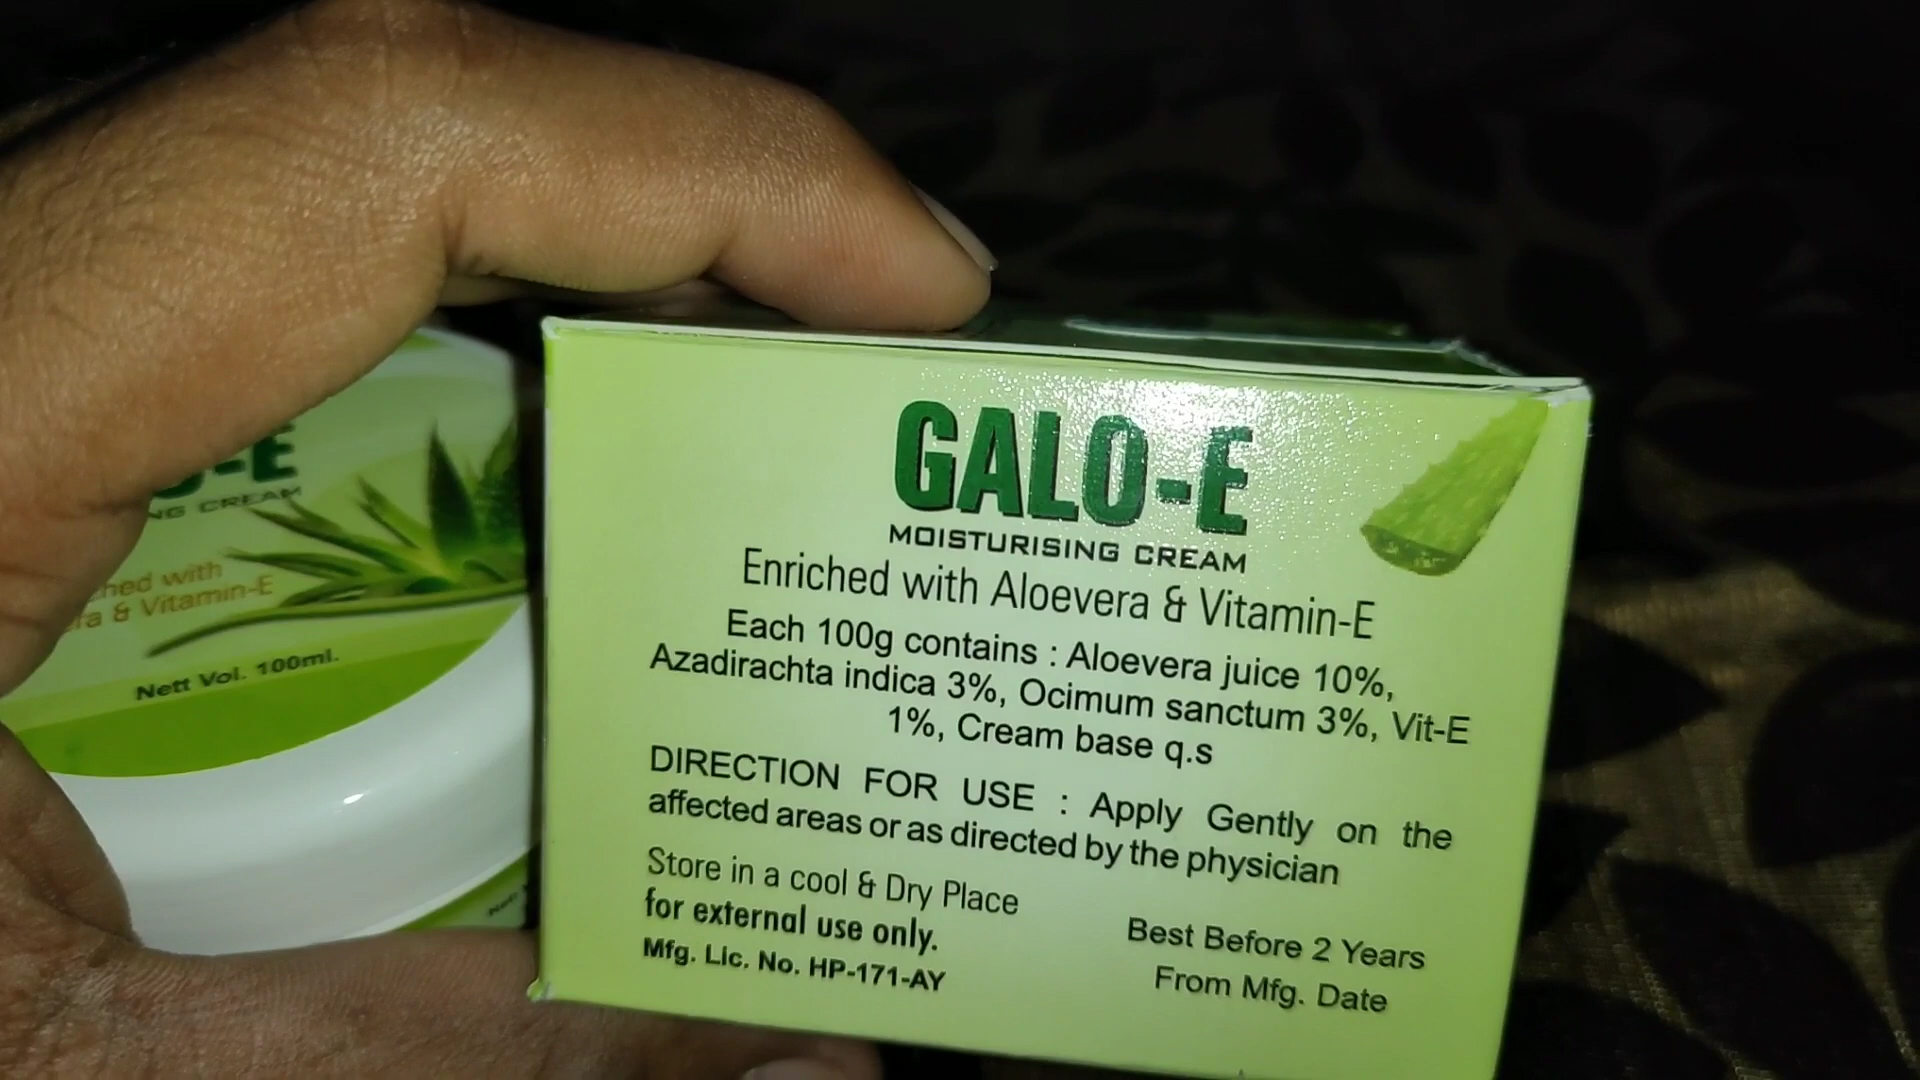 GALO-E
MOISTURISING CREAM
Enriched with Aloevera & Vitamin-E
Each 100g contains : Aloevera juice 10%,
Azadirachta indica 3%, Ocimum sanctum 3%, Vit-E
1%, Cream base q.s
DIRECTION FOR USE : Apply Gently on the
affected areas or as directed by the physician
Store in a cool & Dry Place
for external use only.
Mfg. Lic. No. HP-171-AY
Best Before 2 Years
From Mfg. Date
-E
CREAM
with
& Vitamin-E
Nett Vol. 100ml.